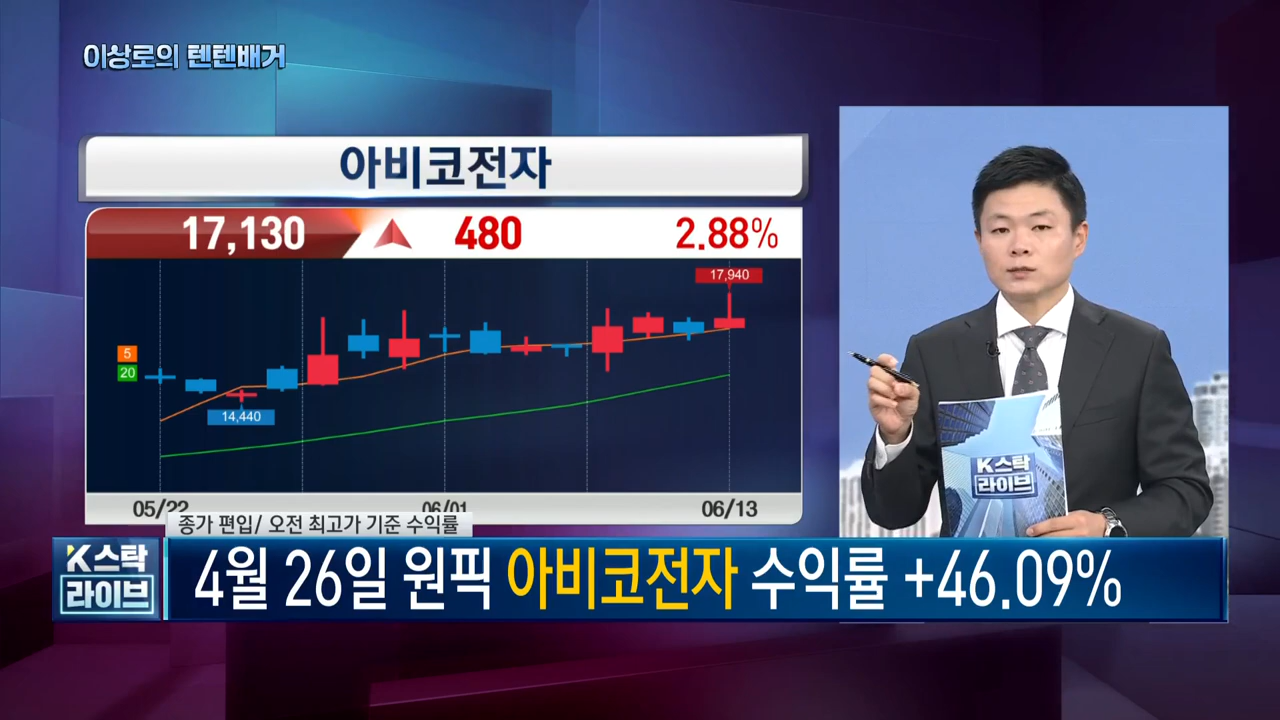 이상로의 텐텐배거
아비코전자
17,130 ▲ 480 2.88%
17,940
5
20
14,440
05/22 06/01 06/13
종가 편입/ 오전 최고가 기준 수익률
K스탁
라이브
4월 26일 원픽 아비코전자 수익률 +46.09%
K스탁
라이브